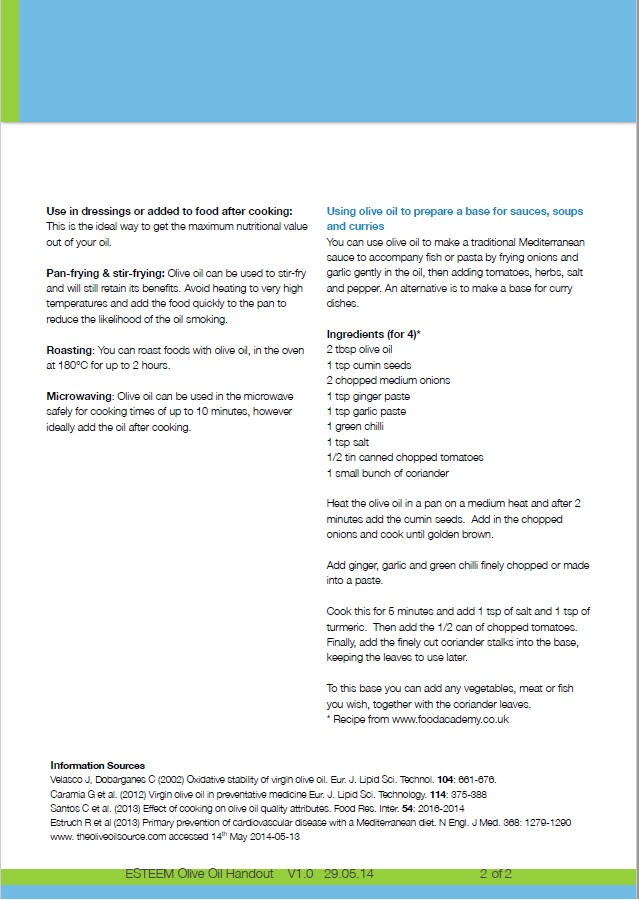 Use in dressings or added to food after cooking:
This is the ideal way to get the maximum nutritional value
out of your oil.
Pan-frying & stir-frying: Olive oil can be used to stir-fry
and will still retain its benefits. Avoid heating to very high
temperatures and add the food quickly to the pan to
reduce the likelihood of the oil smoking.
Roasting: You can roast foods with olive oil, in the oven
at 180°C for up to 2 hours.
Microwaving: Olive oil can be used in the microwave
safely for cooking times of up to 10 minutes, however
ideally add the oil after cooking.
Using olive oil to prepare a base for sauces, soups
and curries
You can use olive oil to make a traditional Mediterranean
sauce to accompany fish or pasta by frying onions and
garlic gently in the oil, then adding tomatoes, herbs, salt
and pepper. An alternative is to make a base for curry
dishes.
Ingredients (for 4)*
2 tbsp olive oil
1 tsp cumin seeds
2 chopped medium onions
1 tsp ginger paste
1 tsp garlic paste
1 green chilli
1 tsp salt
1/2 tin canned chopped tomatoes
1 small bunch of coriander
Heat the olive oil in a pan on a medium heat and after 2
minutes add the cumin seeds. Add in the chopped
onions and cook until golden brown.
Add ginger, garlic and green chilli finely chopped or made
into a paste.
Cook this for 5 minutes and add 1 tsp of salt and 1 tsp of
turmeric. Then add the 1/2 can of chopped tomatoes.
Finally, add the finely cut coriander stalks into the base,
keeping the leaves to use later.
To this base you can add any vegetables, meat or fish
you wish, together with the coriander leaves.
* Recipe from www.foodacademy.co.uk
Information Sources
Velasco J, Dobarganes C (2002) Oxidative stability of virgin olive oil. Eur. J. Lipid Sci. Technol. 104: 661-676.
Caramia G et al. (2012) Virgin olive oil in preventative medicine Eur. J. Lipid Sci. Technology. 114: 375-388
Santos C et al. (2013) Effect of cooking on olive oil quality attributes. Food Res. Inter. 54: 2016-2014
Estruch R et al (2013) Primary prevention of cardiovascular disease with a Mediterranean diet. N Engl. J Med. 368: 1279-1290
www. theoliveoilsource.com accessed 14th May 2014-05-13
ESTEEM Olive Oil Handout V1.0 29.05.14 2 of 2